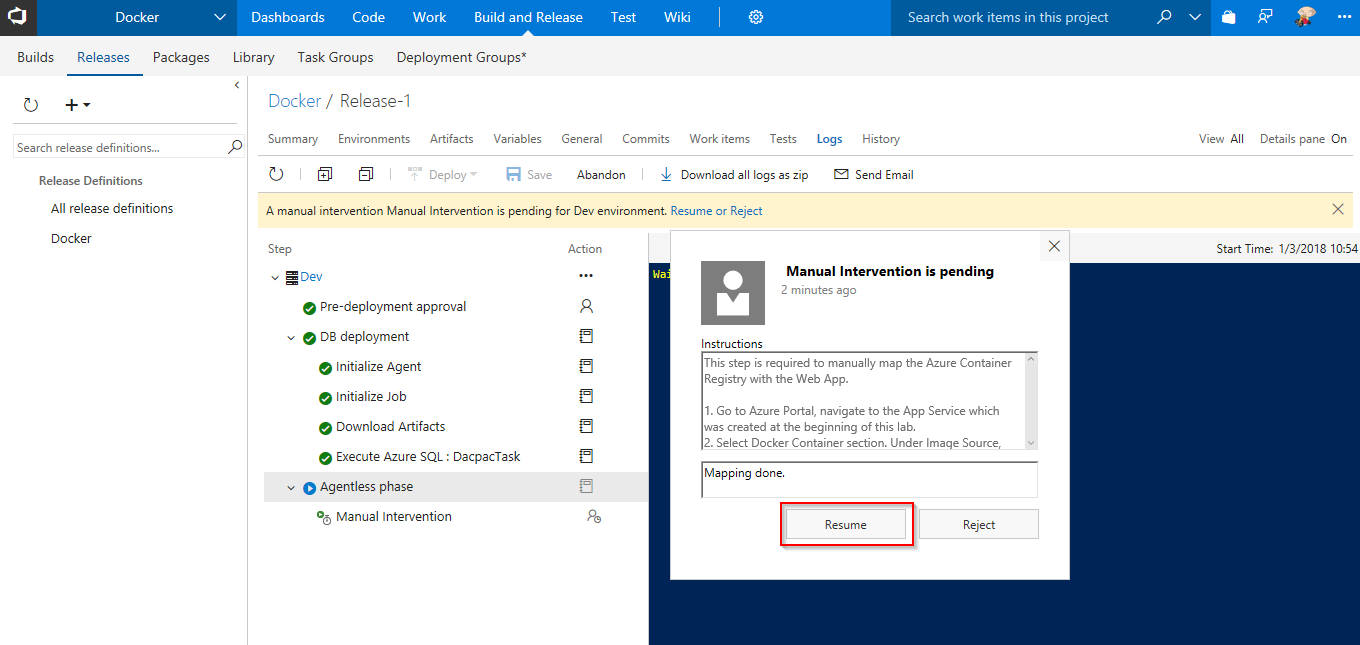 Docker Dashboards Code Work Build and Release Test Wiki Search work items in this project
Builds Releases Packages Library Task Groups Deployment Groups*
Search release definitions...
Release Definitions
All release definitions
Docker
Docker / Release-1
Summary Environments Artifacts Variables General Commits Work items Tests Logs History View All Details pane On
Deploy Save Abandon Download all logs as zip Send Email
A manual intervention Manual Intervention is pending for Dev environment. Resume or Reject
Step Action
Start Time: 1/3/2018 10:54
Dev
Pre-deployment approval
DB deployment
Initialize Agent
Initialize Job
Download Artifacts
Execute Azure SQL : DacpacTask
Agentless phase
Manual Intervention
Wai
Manual Intervention is pending
2 minutes ago
Instructions
This step is required to manually map the Azure Container
Registry with the Web App.
1. Go to Azure Portal, navigate to the App Service which
was created at the beginning of this lab.
2. Select Docker Container section. Under Image Source,
Mapping done.
Resume Reject